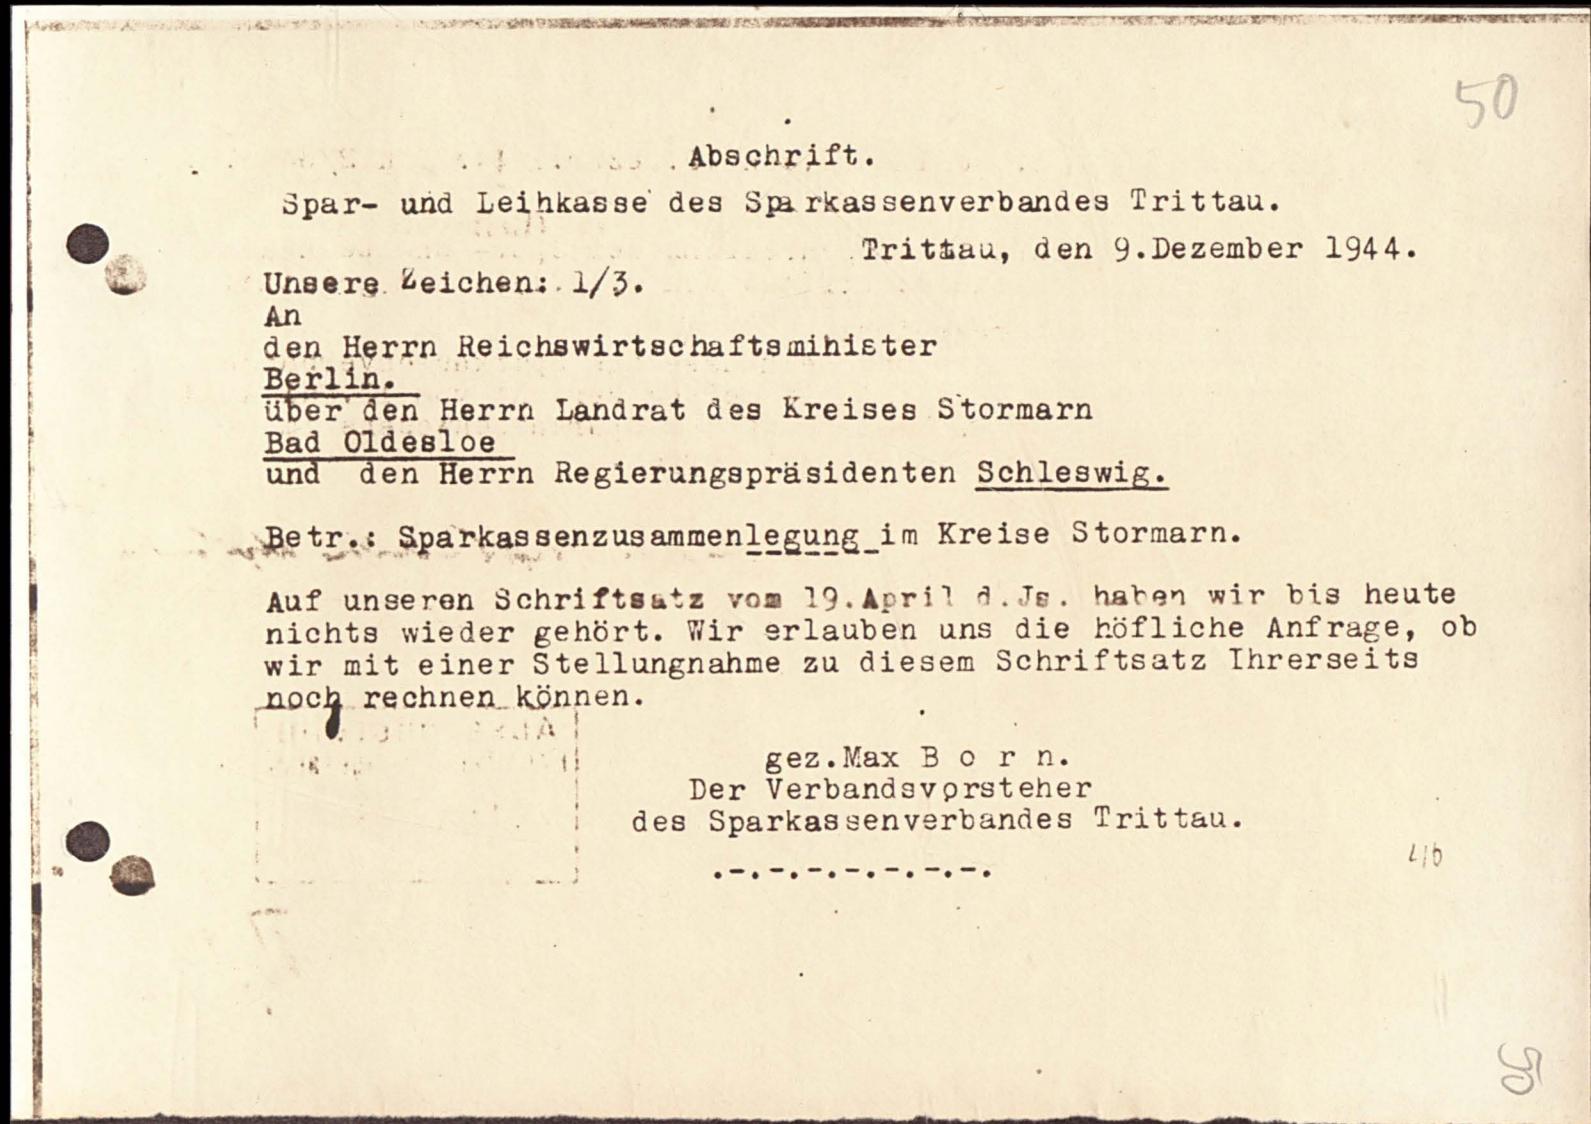 50
Abschrift.
Spar- und Leihkasse des Sparkassenverbandes Trittau.
Trittau, den 9.Dezember 1944.
Unsere Zeichen: 1/3.
An
den Herrn Reichswirtschaftsmihister
Berlin.
über den Herrn Landrat des Kreises Stormarn
Bad Oldesloe
und den Herrn Regierungspräsidenten Schleswig.
Betr.: Sparkassenzusammenlegung im Kreise Stormarn.
Auf unseren Schriftsatz vom 19.April d.Js. haben wir bis heute
nichts wieder gehört. Wir erlauben uns die höfliche Anfrage, ob
wir mit einer Stellungnahme zu diesem Schriftsatz Ihrerseits
noch rechnen können.
gez.Max B o r n.
Der Verbandsvorsteher
des Sparkassenverbandes Trittau.
.-.-.-.-.-.-.-.
50